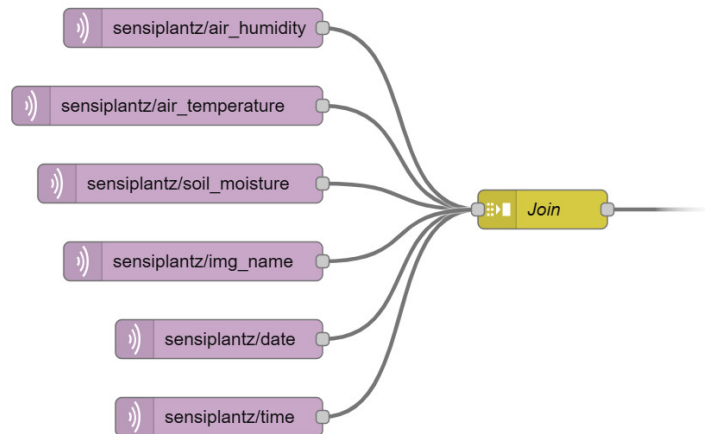 sensiplantz/air_humidity
sensiplantz/air_temperature
sensiplantz/soil_moisture
Join
sensiplantz/img_name
sensiplantz/date
sensiplantz/time